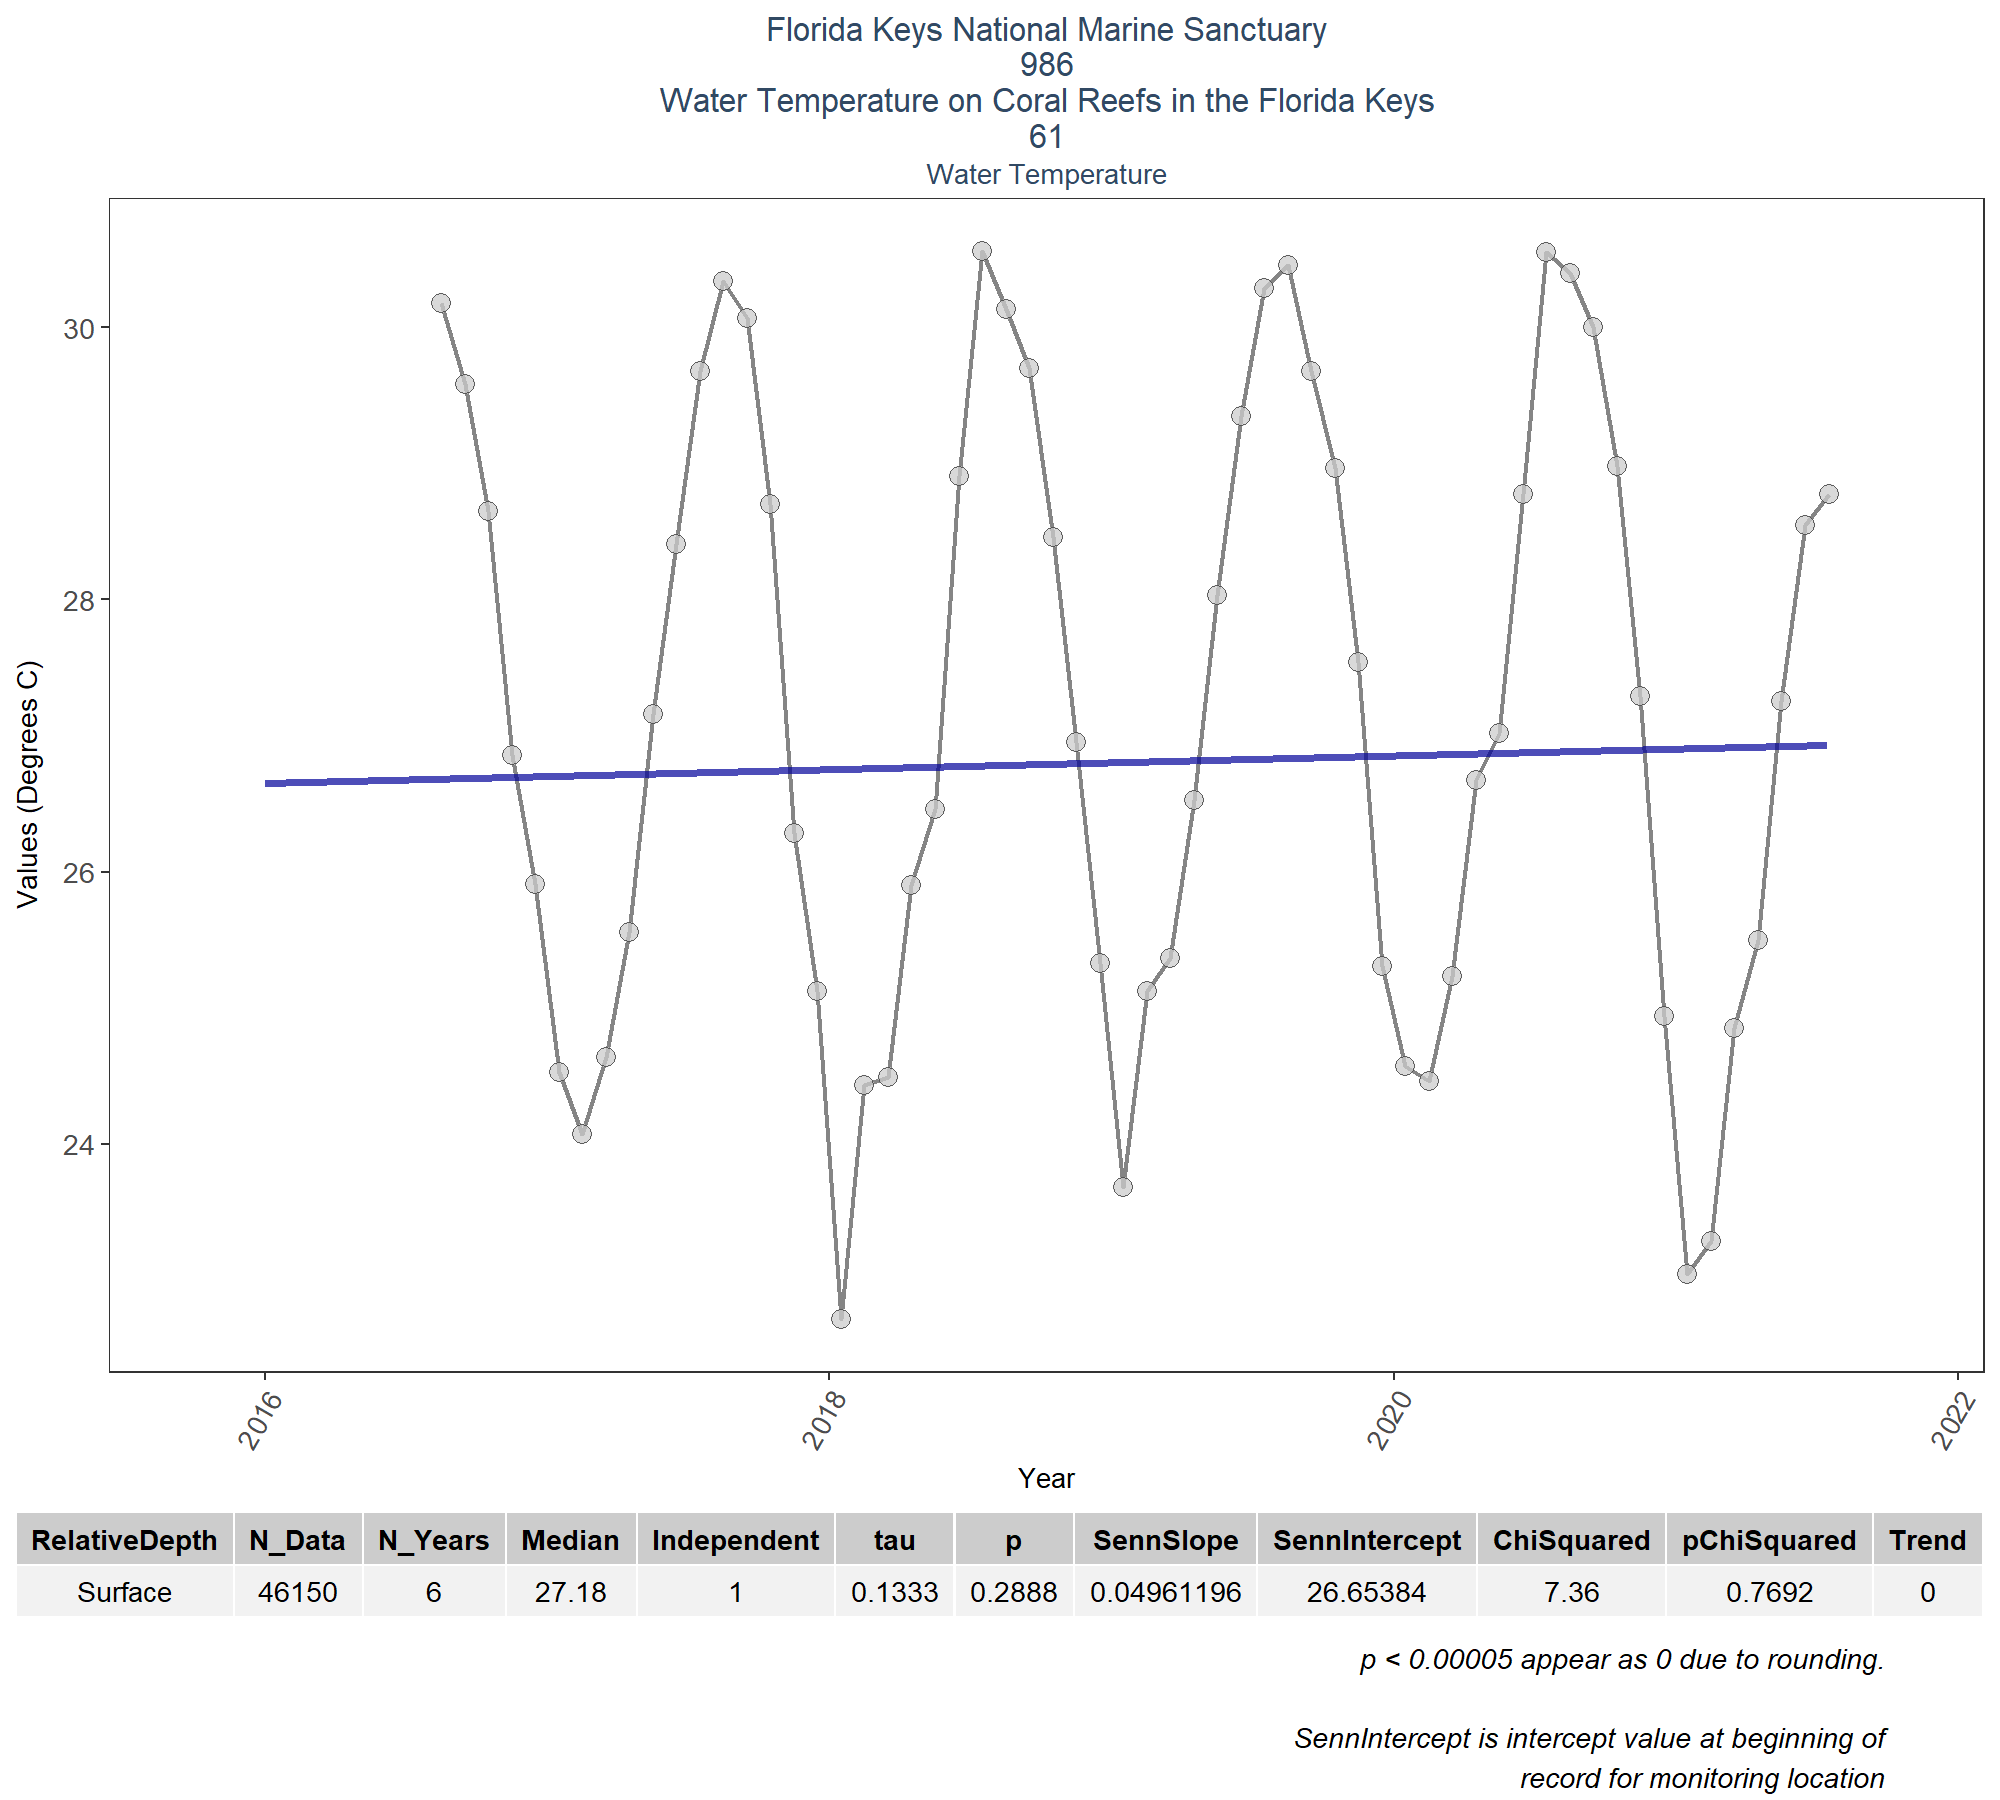 Florida Keys National Marine Sanctuary
986
Water Temperature on Coral Reefs in the Florida Keys
61
Water Temperature
Values (Degrees C)
30
28
26
24
2016
2018
2020
2022
Year
RelativeDepth N_Data N_Years Median Independent tau p SennSlope SennIntercept ChiSquared pChiSquared Trend
Surface 46150 6 27.18 1 0.1333 0.2888 0.04961196 26.65384 7.36 0.7692 0
p < 0.00005 appear as 0 due to rounding.
SennIntercept is intercept value at beginning of
record for monitoring location